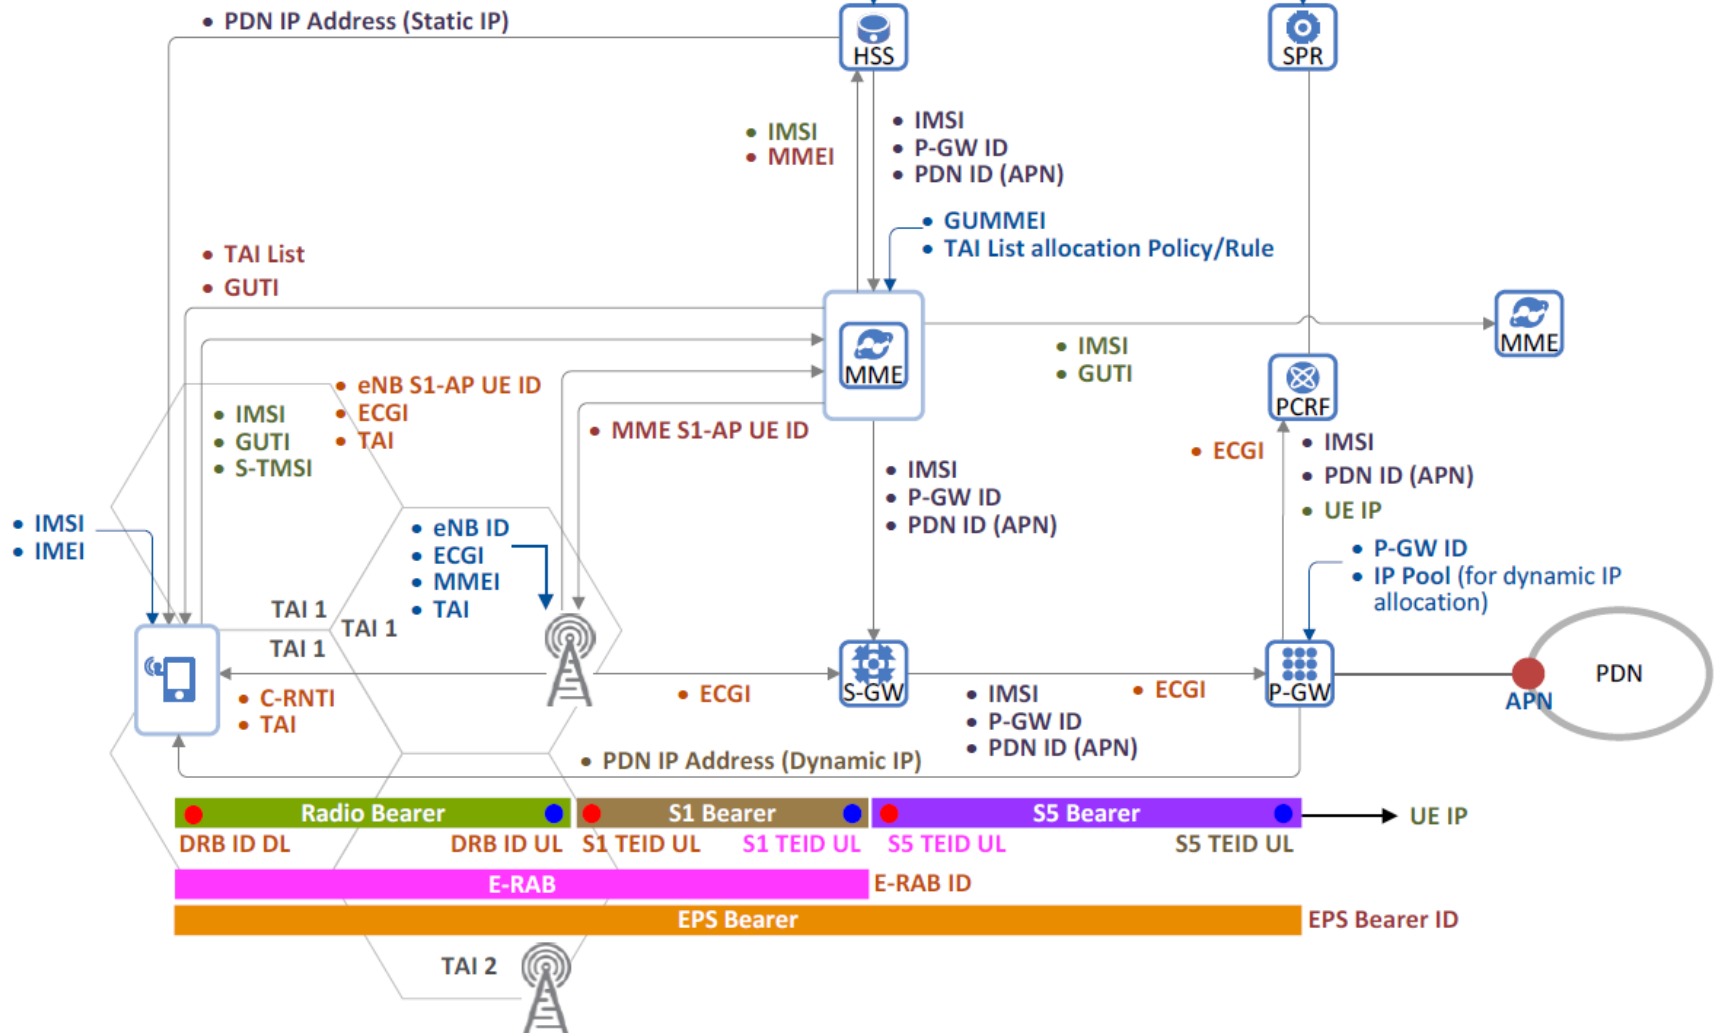 • PDN IP Address (Static IP)
HSS
SPR
• IMSI
• MMEI
• IMSI
• P-GW ID
• PDN ID (APN)
• GUMMEI
• TAI List allocation Policy/Rule
• TAI List
• GUTI
MME
MME
• IMSI
• GUTI
PCRF
• eNB S1-AP UE ID
• ECGI
• TAI
• IMSI
• GUTI
• S-TMSI
• MME S1-AP UE ID
• ECGI
• IMSI
• PDN ID (APN)
• UE IP
• IMSI
• P-GW ID
• PDN ID (APN)
• IMSI
• IMEI
• eNB ID
• ECGI
• MMEI
• TAI
• P-GW ID
• IP Pool (for dynamic IP
allocation)
TAI 1
TAI 1
TAI 1
• C-RNTI
• TAI
• ECGI
S-GW
• IMSI
• P-GW ID
• PDN ID (APN)
• ECGI
P-GW
APN
PDN
• PDN IP Address (Dynamic IP)
Radio Bearer
S1 Bearer
S5 Bearer
UE IP
DRB ID DL
DRB ID UL
S1 TEID UL
S1 TEID UL
S5 TEID UL
S5 TEID UL
E-RAB
E-RAB ID
EPS Bearer
EPS Bearer ID
TAI 2